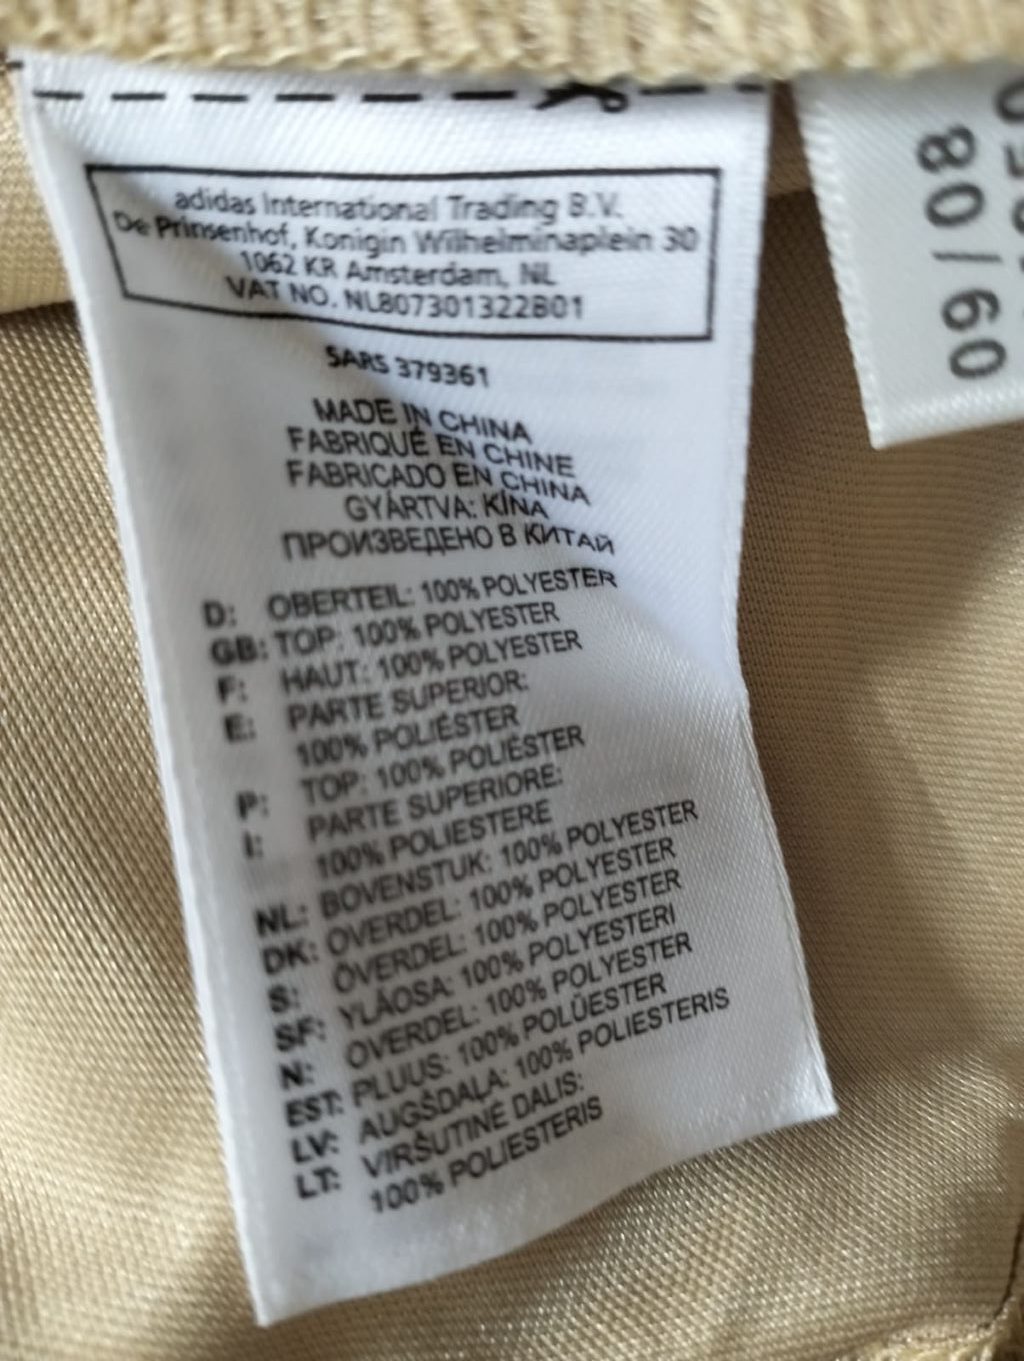 adidas International Trading B.V.
De Prinsenhof, Konigin Wilhelminaplein 30
1062 KR Amsterdam, NL
VAT NO. NL807301322B01
SARS 379361
MADE IN CHINA
FABRIQUÉ EN CHINE
FABRICADO EN CHINA
GYÁRTVA: KÍNA
ПРОИЗВЕДЕНО В КИТАЙ
D: OBERTEIL: 100% POLYESTER
GB: TOP: 100% POLYESTER
F: HAUT: 100% POLYESTER
E: PARTE SUPERIOR:
100% POLIÉSTER
P: TOP: 100% POLIÉSTER
I: PARTE SUPERIORE:
100% POLIESTERE
NL: BOVENSTUK: 100% POLYESTER
DK: OVERDEL: 100% POLYESTER
S: ÖVERDEL: 100% POLYESTER
SF: YLÄOSA: 100% POLYESTERI
N: OVERDEL: 100% POLYESTER
EST: PLUUS: 100% POLÜESTER
LV: AUGŠDAĻA: 100% POLIESTERIS
LT: VIRŠUTINĖ DALIS:
100% POLIESTERIS
09/08